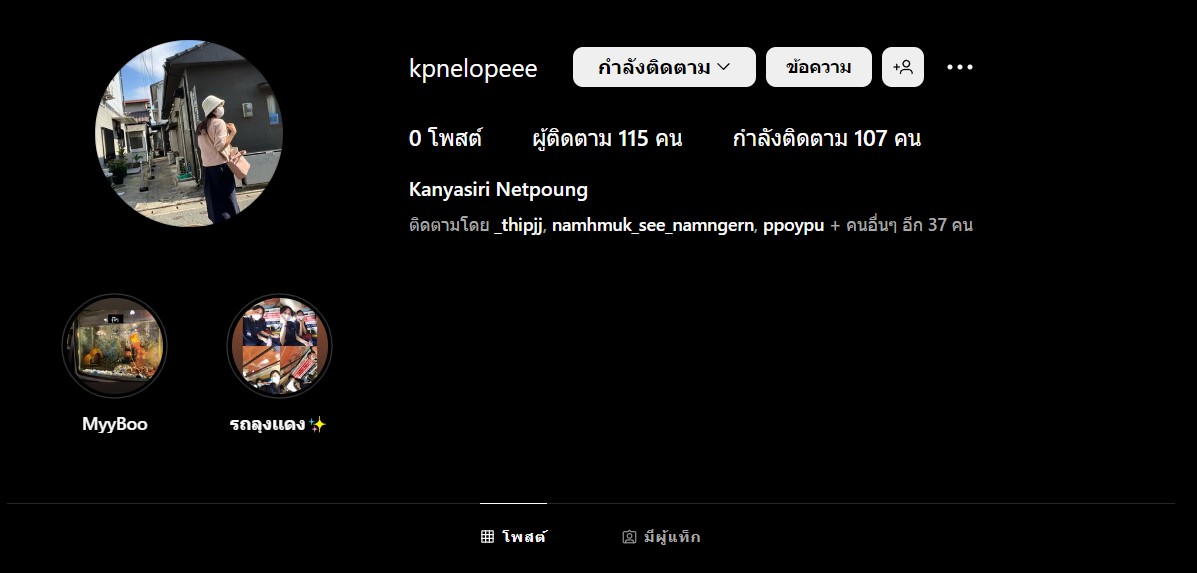 kpnelopeee กำลังติดตาม ข้อความ
0 โพสต์ ผู้ติดตาม 115 คน กำลังติดตาม 107 คน
Kanyasiri Netpoung
ติดตามโดย _thipjj, namhmuk_see_namngern, ppoypu + คนอื่นๆ อีก 37 คน
MyyBoo รถลุงแดง✨
โพสต์ มีผู้แท็ก